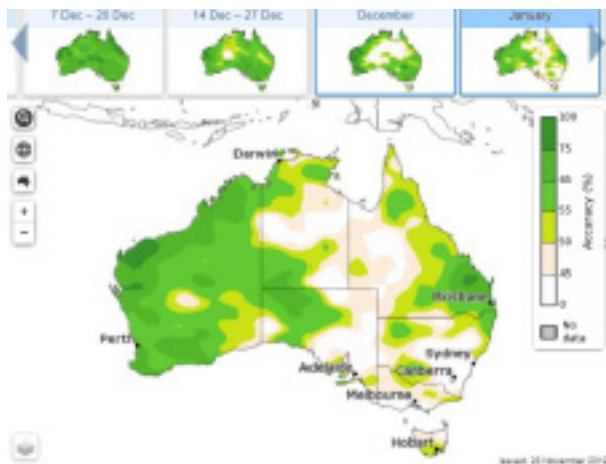 7 Dec – 20 Dec
14 Dec – 27 Dec
December
January
Darwin
Brisbane
Perth
Adelaide
Sydney
Canberra
Melbourne
Hobart
100
75
65
55
50
45
0
Accuracy (%)
No
data
+
−